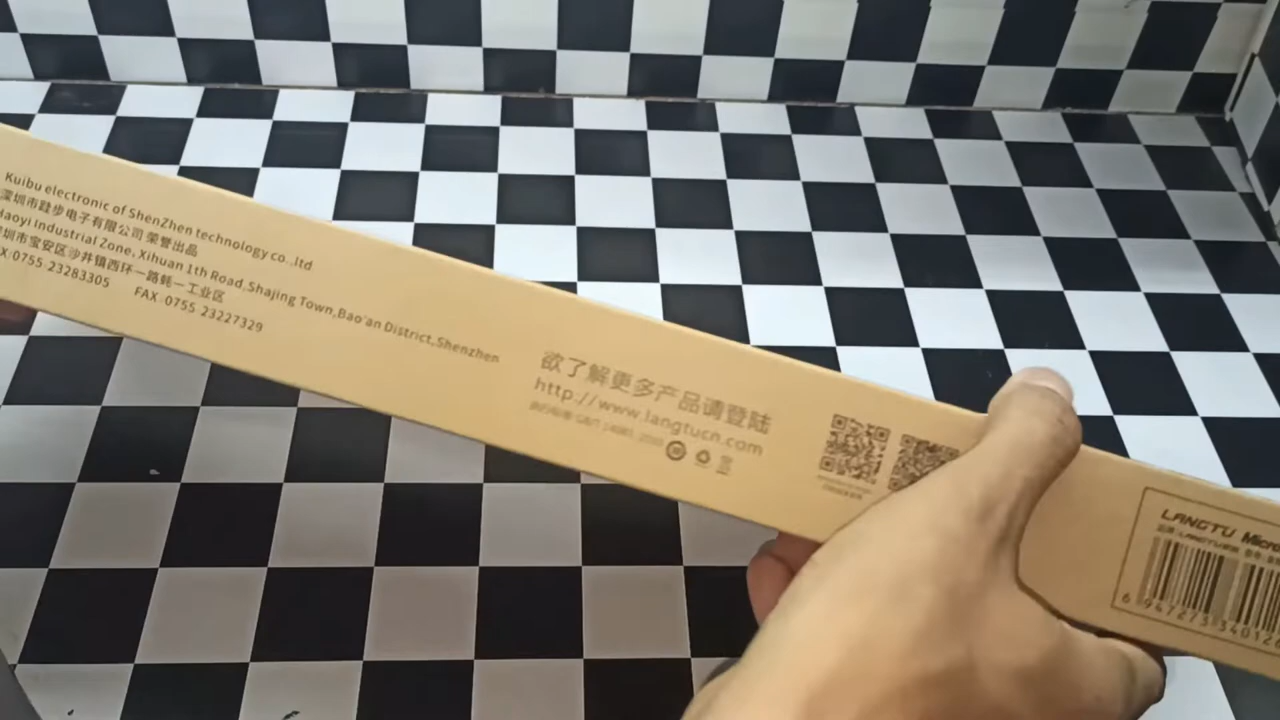 Kuibu electronic of ShenZhen technology co.,ltd
深圳市跬步电子有限公司 荣誉出品
Haoyi Industrial Zone, Xihuan 1th Road,Shajing Town,Bao'an District,Shenzhen
圳市宝安区沙井镇西环一路蚝一工业区
0755 23283305 FAX:0755 23227329
欲了解更多产品请登陆
http.//www.langtucn.com
LANGTU
6 947273 34012